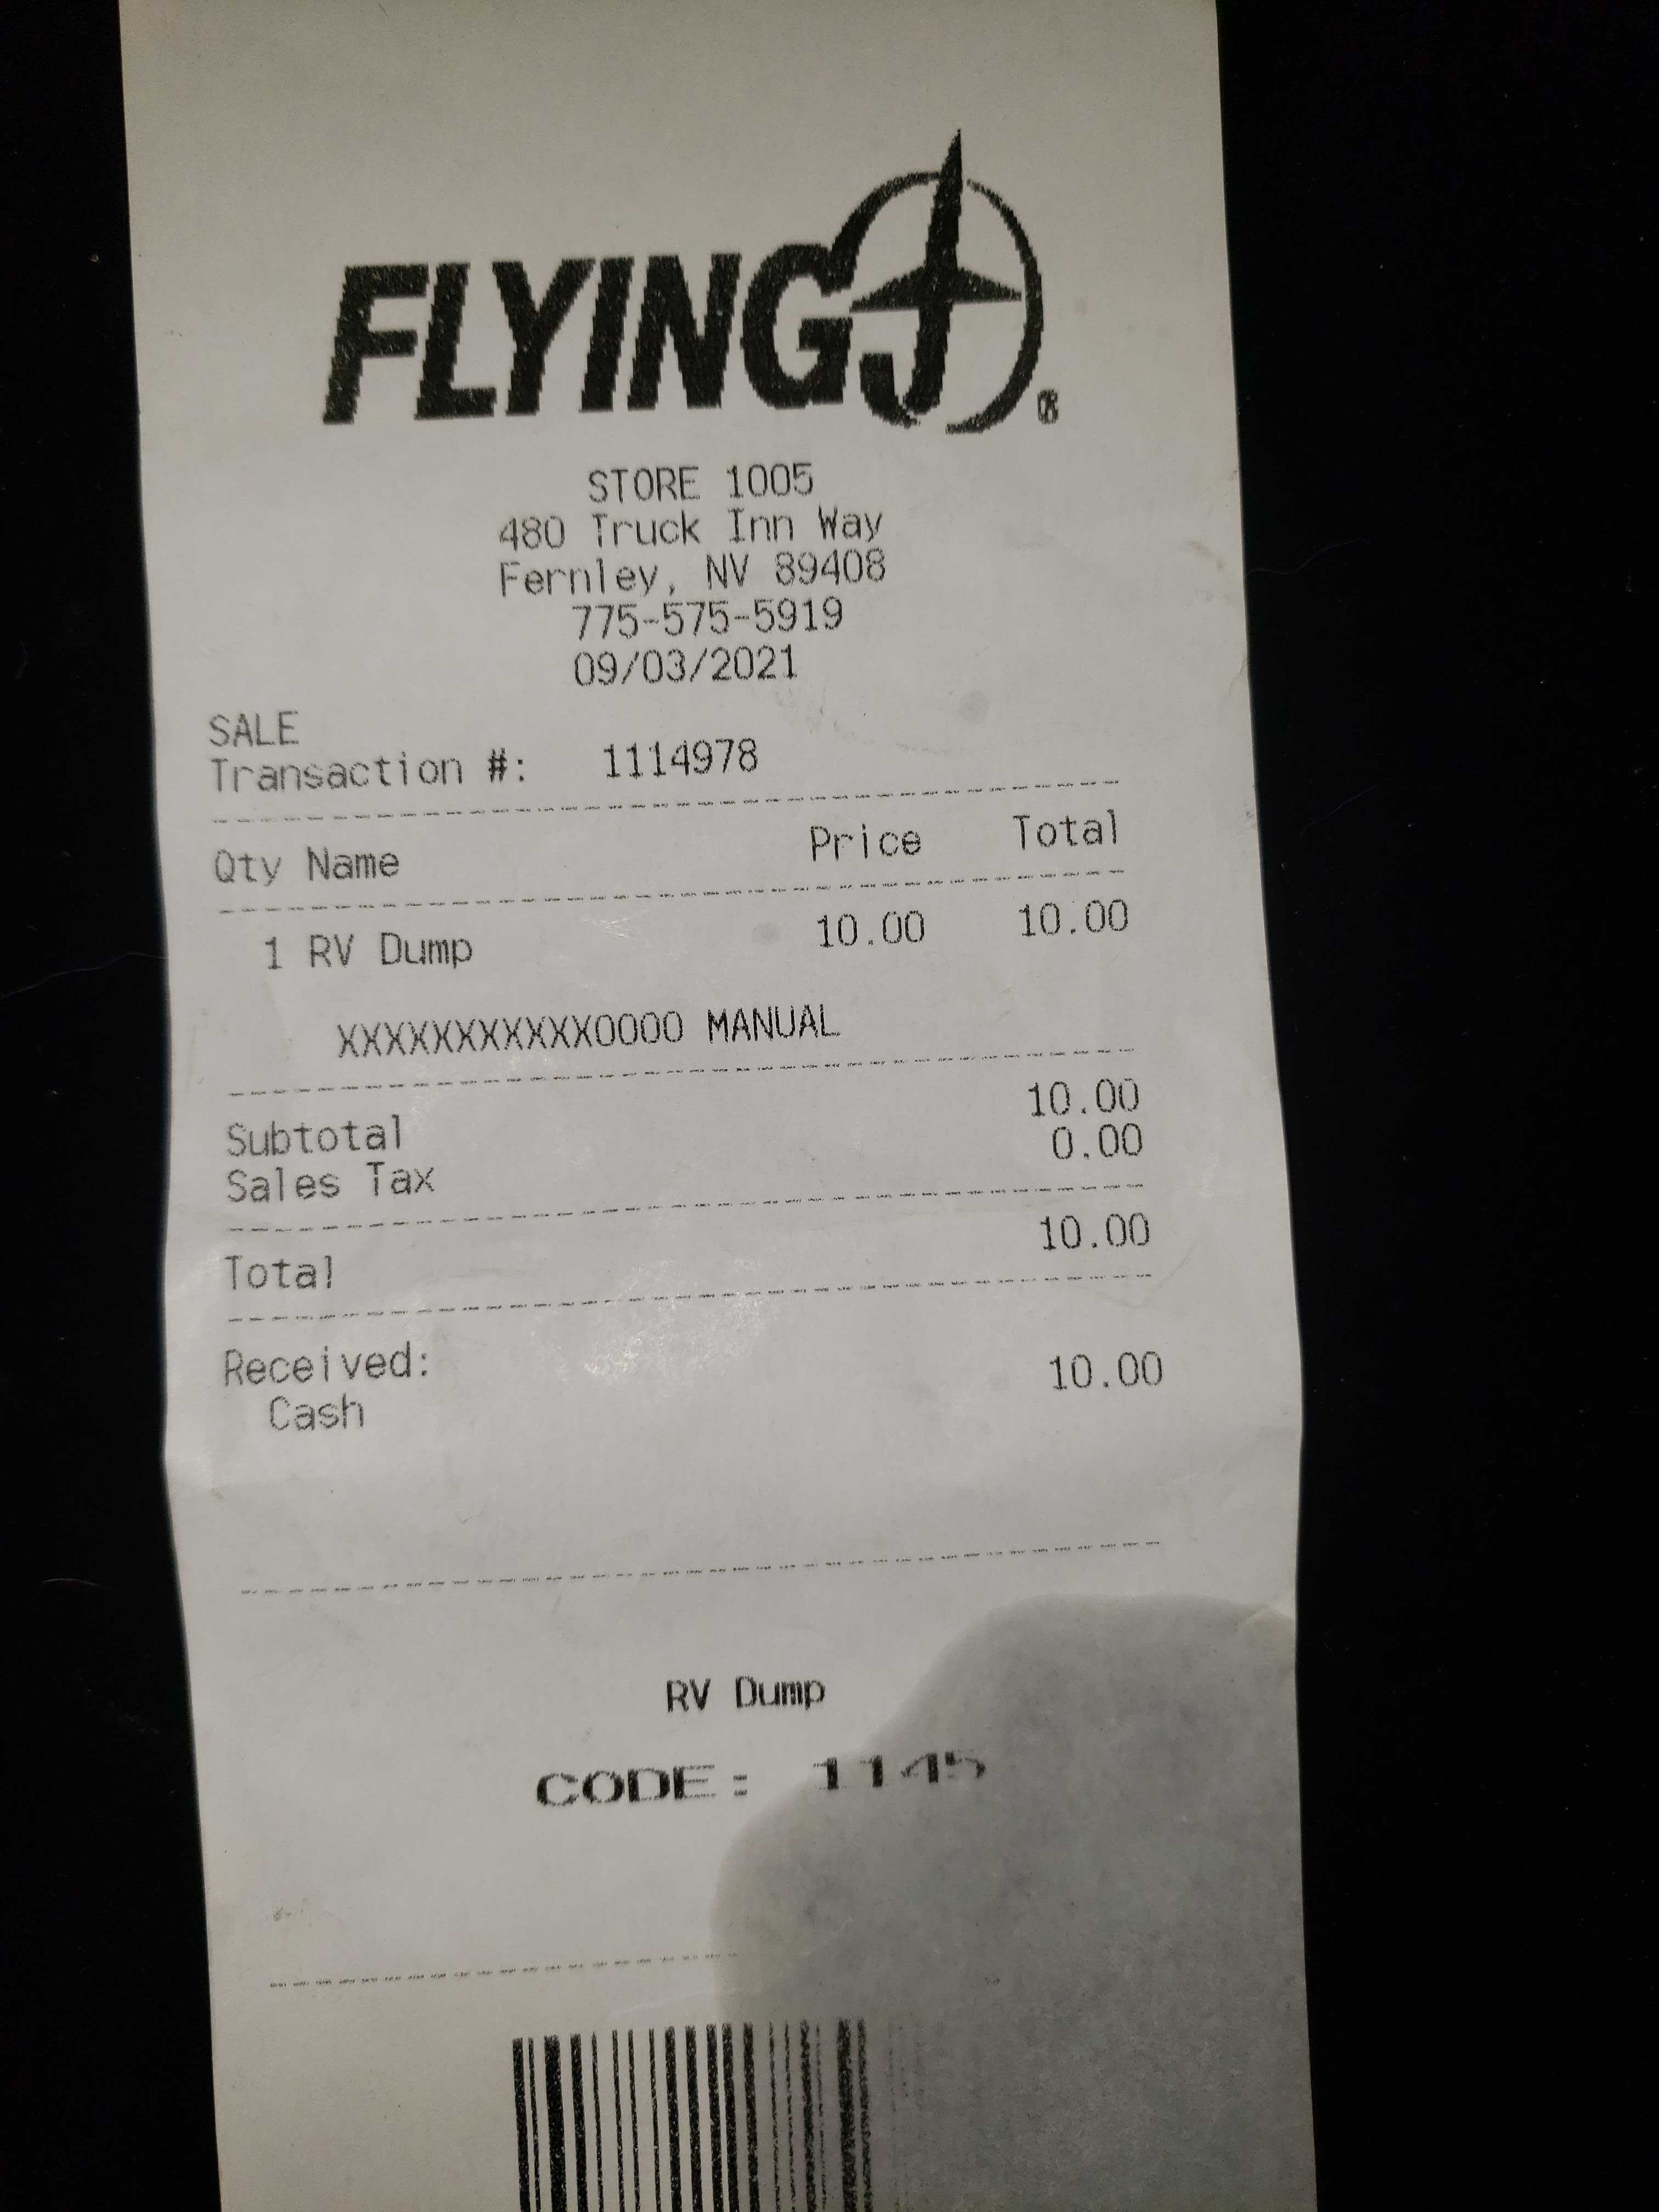 FLYING J ®
STORE 1005
480 Truck Inn Way
Fernley, NV 89408
775-575-5919
09/03/2021
SALE
Transaction #: 1114978
Qty Name Price Total
1 RV Dump 10.00 10.00
XXXXXXXXXXX0000 MANUAL
Subtotal 10.00
Sales Tax 0.00
Total 10.00
Received:
Cash 10.00
RV Dump
CODE: 1145